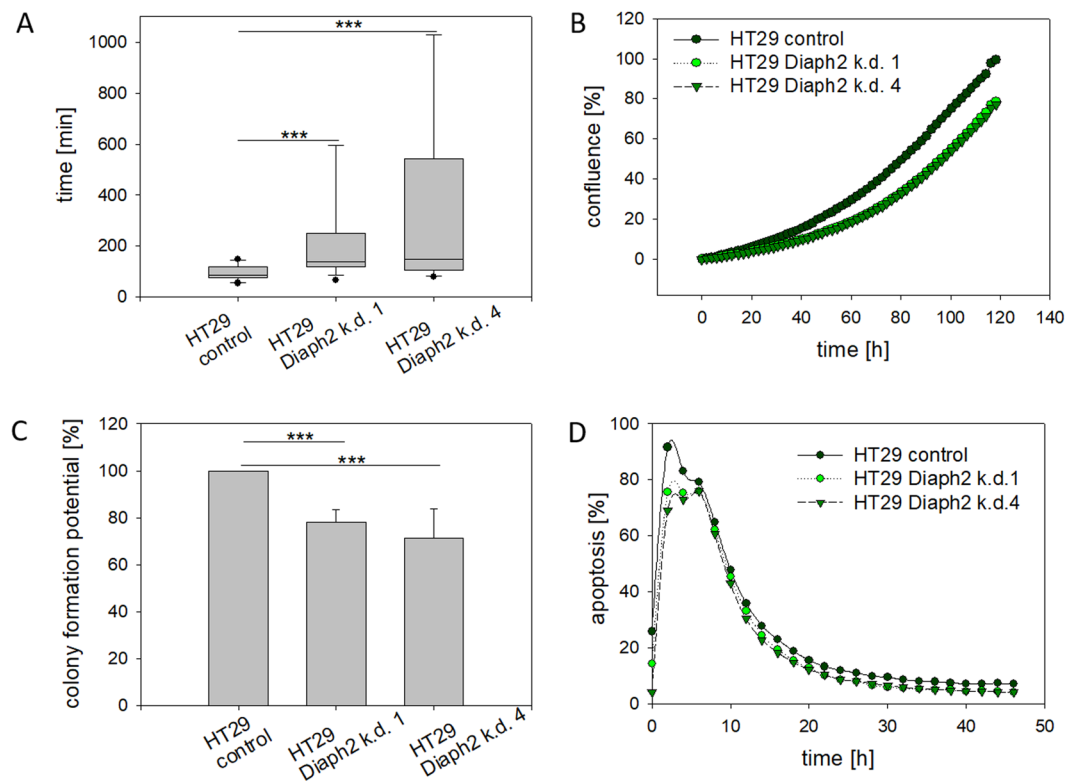 A
time [min]
1000
800
600
400
200
0
***
***
HT29
control
HT29
Diaph2 k.d. 1
HT29
Diaph2 k.d. 4
B
confluence [%]
120
100
80
60
40
20
0
HT29 control
HT29 Diaph2 k.d. 1
HT29 Diaph2 k.d. 4
0 20 40 60 80 100 120 140
time [h]
C
colony formation potential [%]
120
100
80
60
40
20
0
***
***
HT29
control
HT29
Diaph2 k.d. 1
HT29
Diaph2 k.d. 4
D
apoptosis [%]
100
80
60
40
20
0
HT29 control
HT29 Diaph2 k.d.1
HT29 Diaph2 k.d.4
0 10 20 30 40 50
time [h]